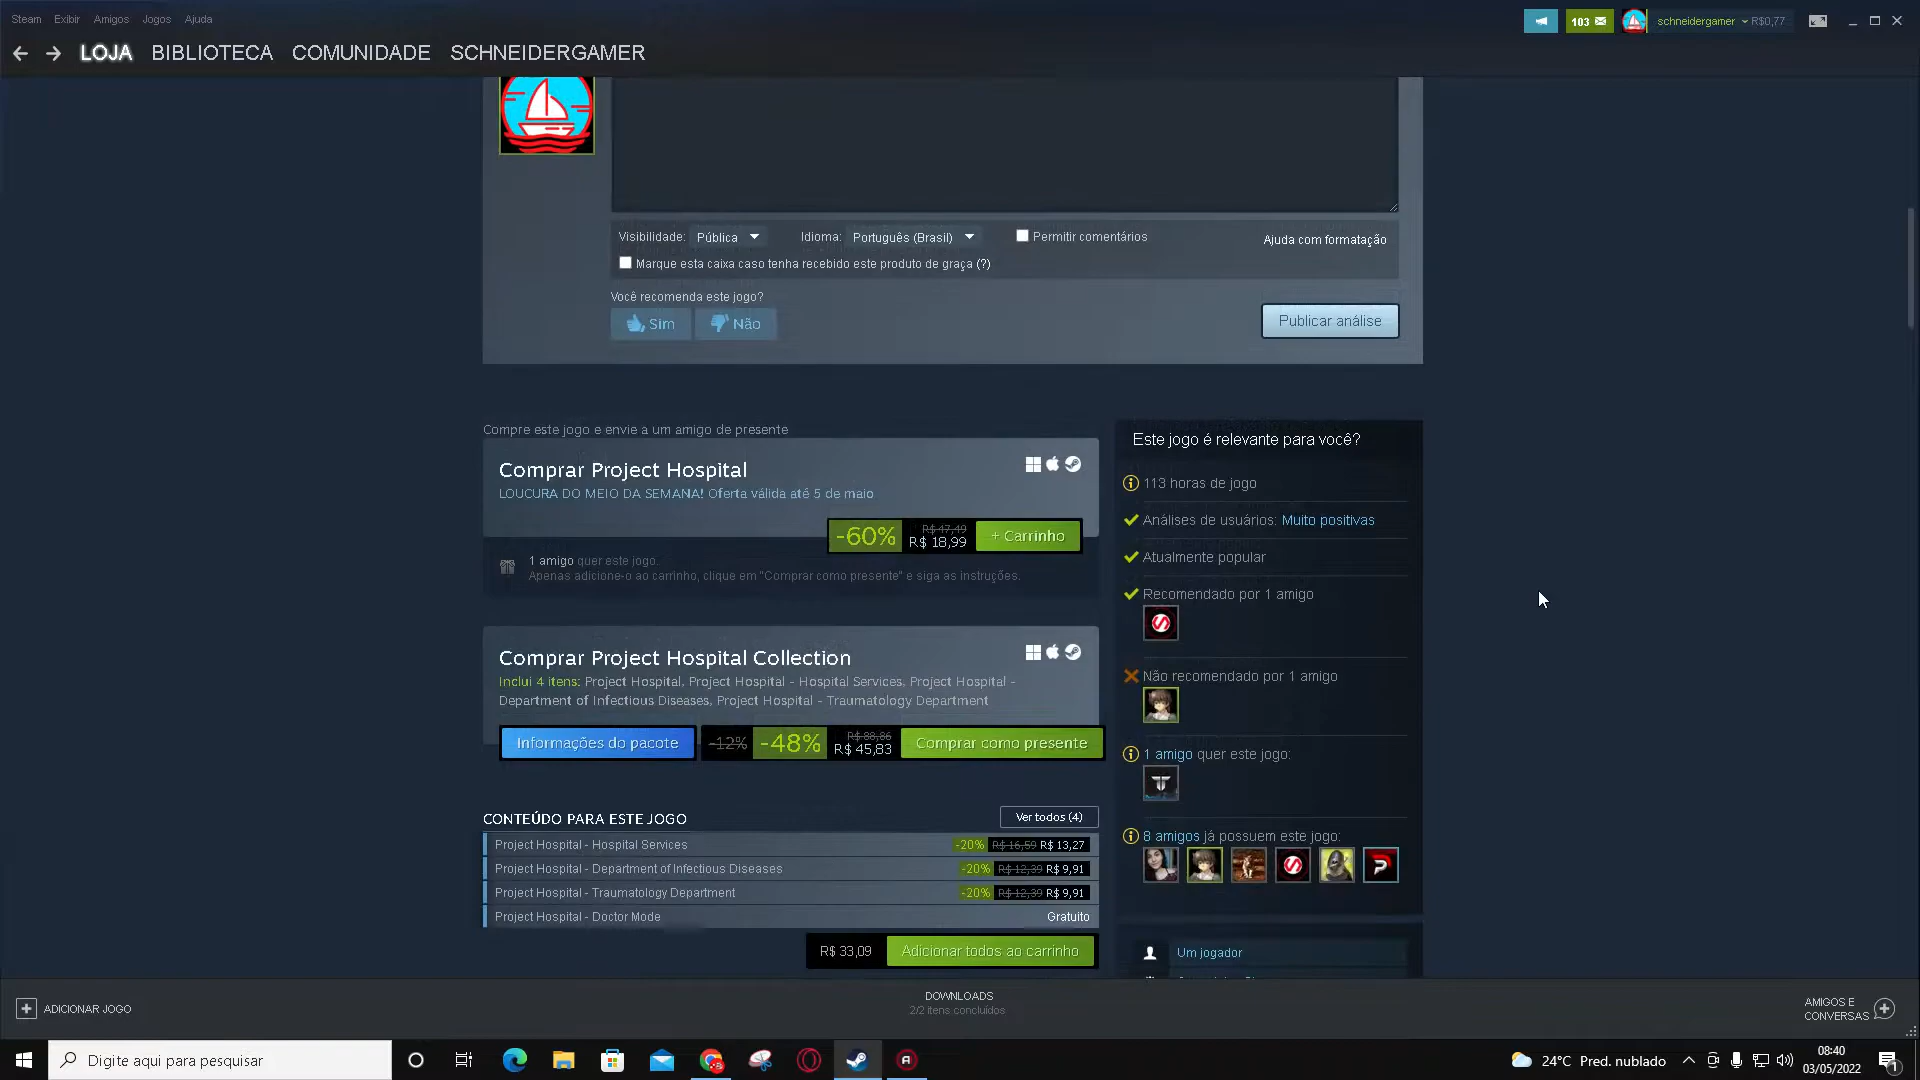 Steam Exibir Amigos Jogos Ajuda
103
schneidergamer R$0,77
LOJA BIBLIOTECA COMUNIDADE SCHNEIDERGAMER
Visibilidade: Pública Idioma: Português (Brasil) Permitir comentários
Ajuda com formatação
Marque esta caixa caso tenha recebido este produto de graça (?)
Você recomenda este jogo?
Sim Não
Publicar análise
Compre este jogo e envie a um amigo de presente
Comprar Project Hospital
LOUCURA DO MEIO DA SEMANA! Oferta válida até 5 de maio
-60% R$ 47,49 R$ 18,99 + Carrinho
1 amigo quer este jogo.
Apenas adicione-o ao carrinho, clique em "Comprar como presente" e siga as instruções.
Comprar Project Hospital Collection
Inclui 4 itens: Project Hospital, Project Hospital - Hospital Services, Project Hospital -
Department of Infectious Diseases, Project Hospital - Traumatology Department
Informações do pacote -12% -48% R$ 88,86 R$ 45,83 Comprar como presente
CONTEÚDO PARA ESTE JOGO Ver todos (4)
Project Hospital - Hospital Services -20% R$ 16,59 R$ 13,27
Project Hospital - Department of Infectious Diseases -20% R$ 12,39 R$ 9,91
Project Hospital - Traumatology Department -20% R$ 12,39 R$ 9,91
Project Hospital - Doctor Mode Gratuito
R$ 33,09 Adicionar todos ao carrinho
Este jogo é relevante para você?
113 horas de jogo
Análises de usuários: Muito positivas
Atualmente popular
Recomendado por 1 amigo
Não recomendado por 1 amigo
1 amigo quer este jogo:
8 amigos já possuem este jogo:
Um jogador
ADICIONAR JOGO
DOWNLOADS
2/2 itens concluídos
AMIGOS E
CONVERSAS
Digite aqui para pesquisar
24°C Pred. nublado
08:40
03/05/2022
1